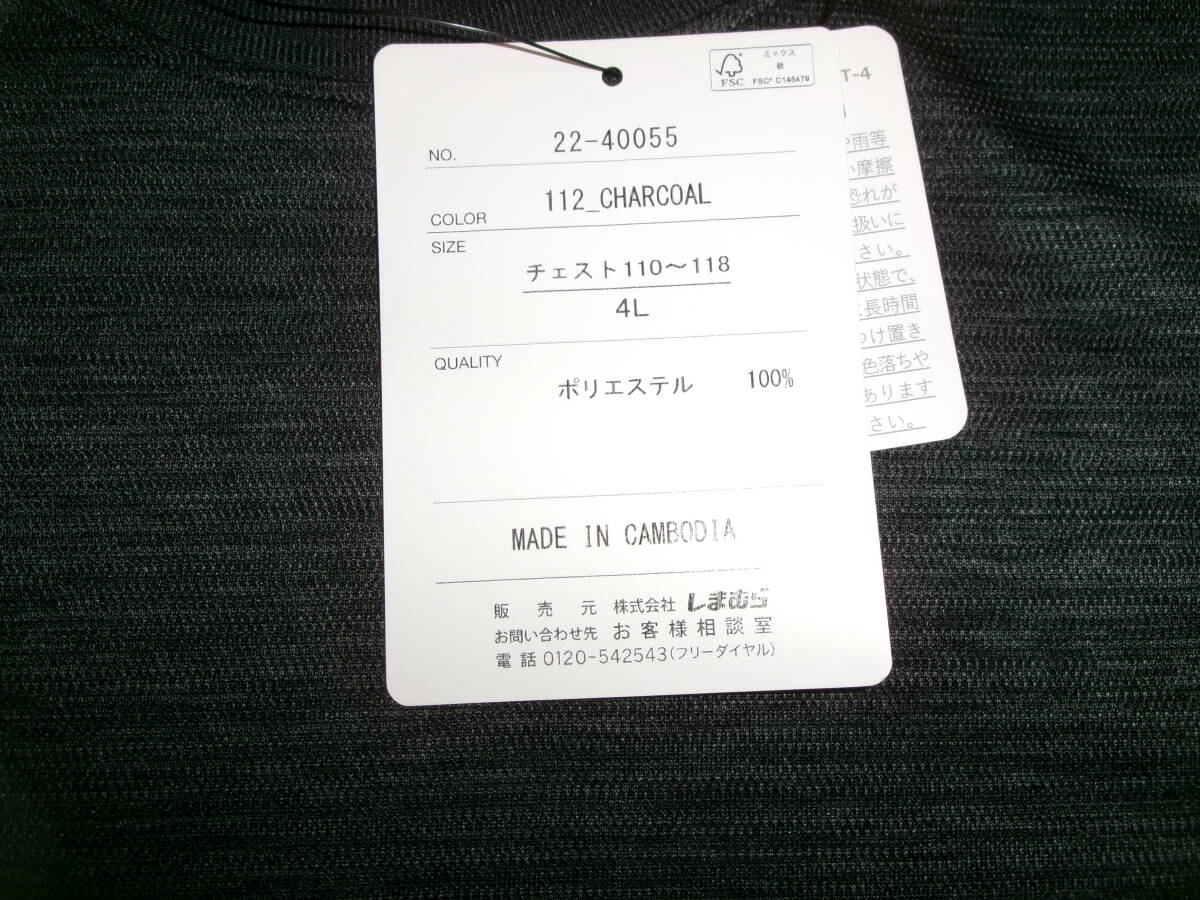 ミックス
紙
FSC
FSC® C145479
NO. 22-40055
COLOR 112_CHARCOAL
SIZE
チェスト110～118
4L
QUALITY
ポリエステル 100%
MADE IN CAMBODIA
販売元 株式会社 しまむら
お問い合わせ先 お客様相談室
電話 0120-542543(フリーダイヤル)
T-4
雨等
摩擦
恐れが
扱いに
さい。
状態で、
長時間
け置き
色落ちや
あります
さい。